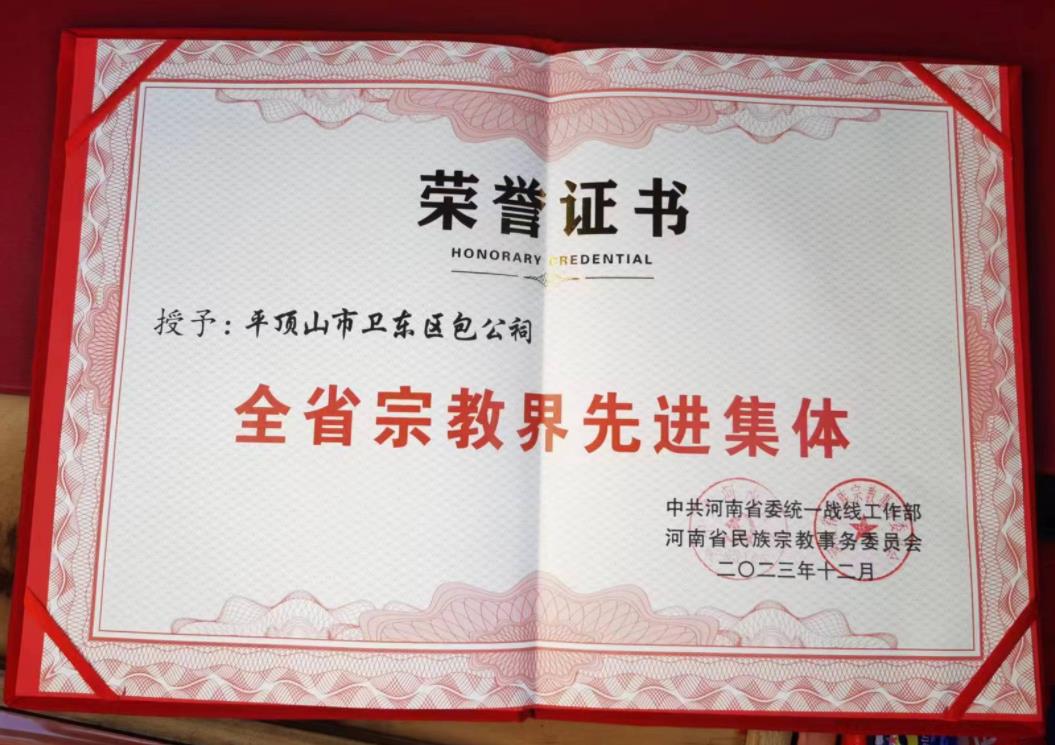 荣誉证书
HONORARY CREDENTIAL
授予：平顶山市卫东区包公祠
全省宗教界先进集体
中共河南省委统一战线工作部
河南省民族宗教事务委员会
二〇二三年十二月